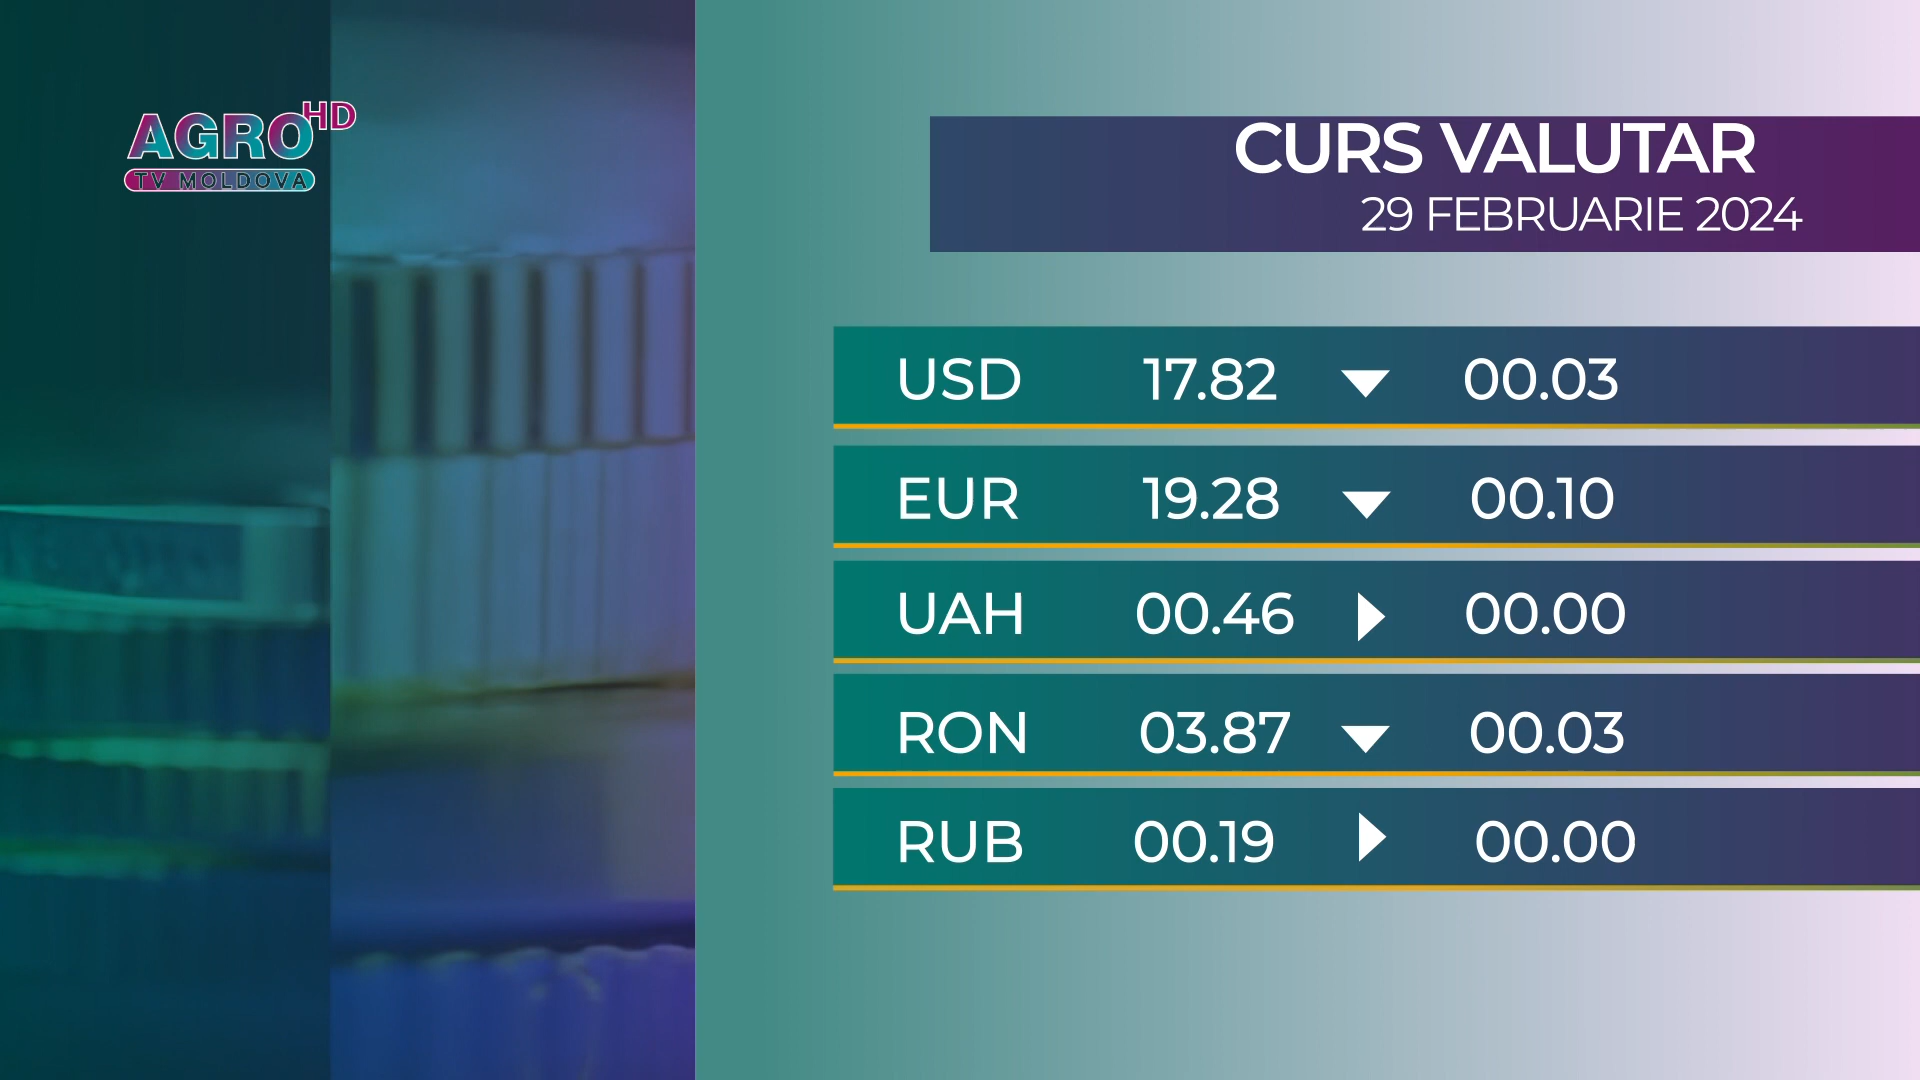 AGRO HD
TV MOLDOVA
CURS VALUTAR
29 FEBRUARIE 2024
USD 17.82 00.03
EUR 19.28 00.10
UAH 00.46 00.00
RON 03.87 00.03
RUB 00.19 00.00